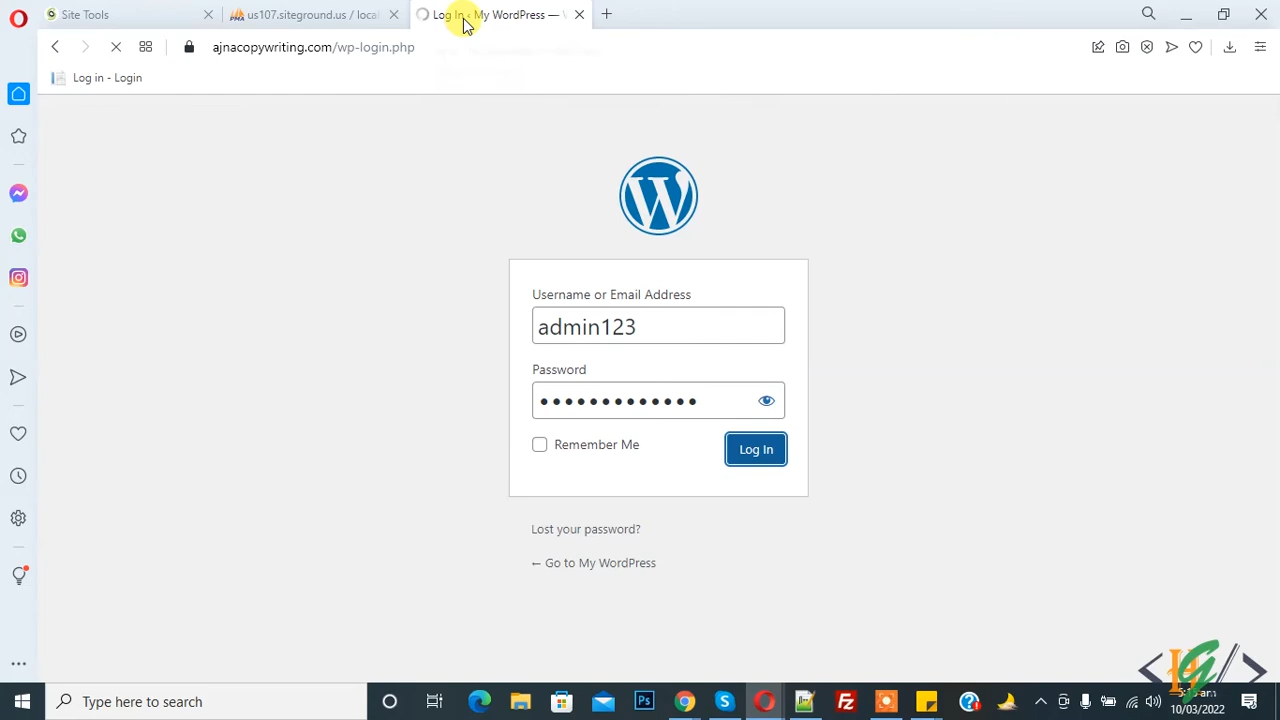 Site Tools
us107.siteground.us / local
Log In ‹ My WordPress — W
ajnacopywriting.com/wp-login.php
Log in - Login
Username or Email Address
admin123
Password
•••••••••••••
Remember Me
Log In
Lost your password?
← Go to My WordPress
Type here to search
10/03/2022